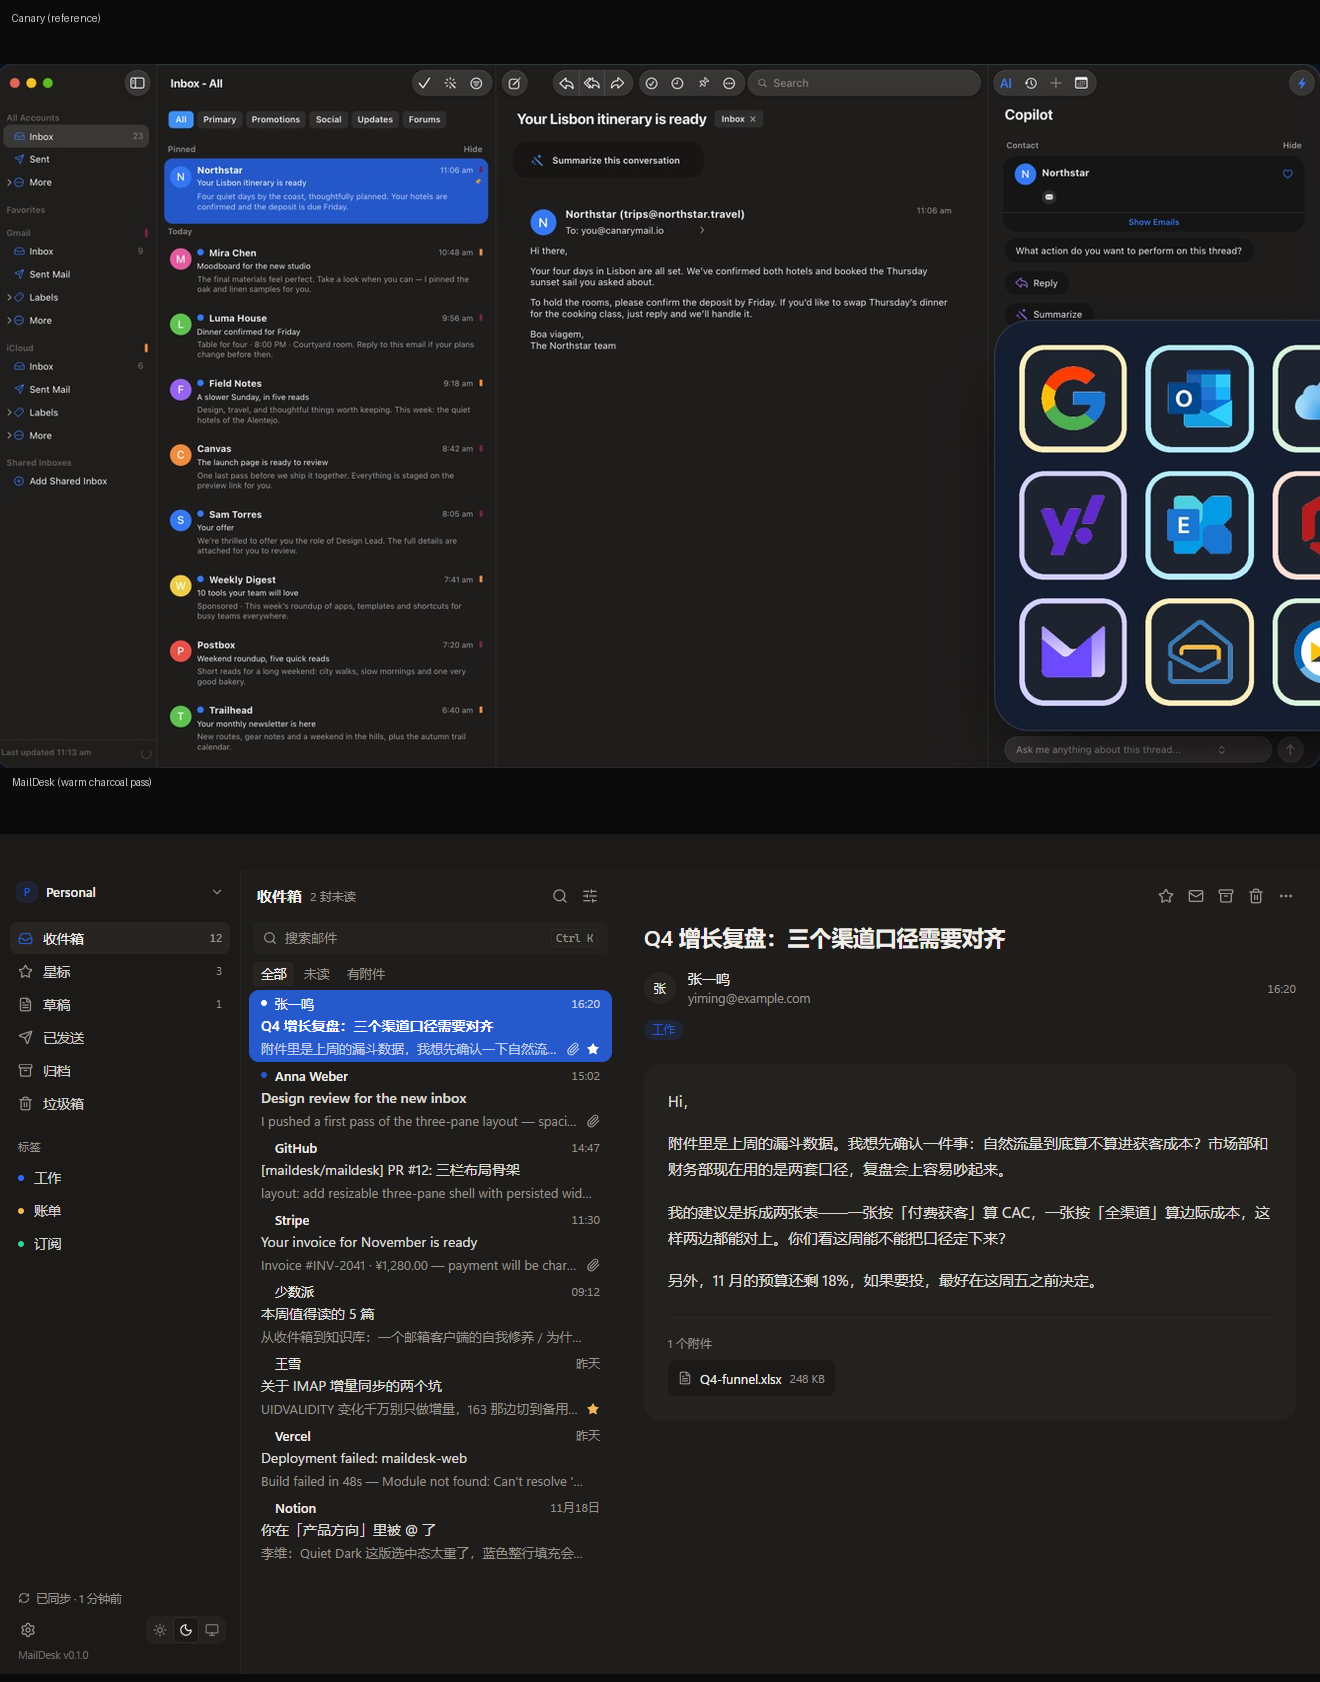 Canary (reference)
Inbox - All
Search
AI
All Accounts
Inbox 23
Sent
More
Favorites
Gmail
Inbox 9
Sent Mail
Labels
More
iCloud
Inbox 6
Sent Mail
Labels
More
Shared Inboxes
Add Shared Inbox
Last updated 11:13 am
All Primary Promotions Social Updates Forums
Pinned Hide
N
Northstar 11:06 am
Your Lisbon itinerary is ready
Four quiet days by the coast, thoughtfully planned. Your hotels are
confirmed and the deposit is due Friday.
Today
M
Mira Chen 10:48 am
Moodboard for the new studio
The final materials feel perfect. Take a look when you can — I pinned the
oak and linen samples for you.
L
Luma House 9:56 am
Dinner confirmed for Friday
Table for four · 8:00 PM · Courtyard room. Reply to this email if your plans
change before then.
F
Field Notes 9:18 am
A slower Sunday, in five reads
Design, travel, and thoughtful things worth keeping. This week: the quiet
hotels of the Alentejo.
C
Canvas 8:42 am
The launch page is ready to review
One last pass before we ship it together. Everything is staged on the
preview link for you.
S
Sam Torres 8:05 am
Your offer
We're thrilled to offer you the role of Design Lead. The full details are
attached for you to review.
W
Weekly Digest 7:41 am
10 tools your team will love
Sponsored · This week's roundup of apps, templates and shortcuts for
busy teams everywhere.
P
Postbox 7:20 am
Weekend roundup, five quick reads
Short reads for a long weekend: city walks, slow mornings and one very
good bakery.
T
Trailhead 6:40 am
Your monthly newsletter is here
New routes, gear notes and a weekend in the hills, plus the autumn trail
calendar.
Your Lisbon itinerary is ready Inbox ×
Summarize this conversation
N
Northstar (trips@northstar.travel) 11:06 am
To: you@canarymail.io
Hi there,
Your four days in Lisbon are all set. We've confirmed both hotels and booked the Thursday
sunset sail you asked about.
To hold the rooms, please confirm the deposit by Friday. If you'd like to swap Thursday's dinner
for the cooking class, just reply and we'll handle it.
Boa viagem,
The Northstar team
Copilot
Contact Hide
N Northstar
Show Emails
What action do you want to perform on this thread?
Reply
Summarize
O
y!
E
Ask me anything about this thread...
MailDesk (warm charcoal pass)
P Personal
收件箱 12
星标 3
草稿 1
已发送
归档
垃圾箱
标签
工作
账单
订阅
已同步 · 1 分钟前
MailDesk v0.1.0
收件箱 2 封未读
搜索邮件 Ctrl K
全部 未读 有附件
张一鸣 16:20
Q4 增长复盘：三个渠道口径需要对齐
附件里是上周的漏斗数据，我想先确认一下自然流...
Anna Weber 15:02
Design review for the new inbox
I pushed a first pass of the three-pane layout — spaci...
GitHub 14:47
[maildesk/maildesk] PR #12: 三栏布局骨架
layout: add resizable three-pane shell with persisted wid...
Stripe 11:30
Your invoice for November is ready
Invoice #INV-2041 · ¥1,280.00 — payment will be char...
少数派 09:12
本周值得读的 5 篇
从收件箱到知识库：一个邮箱客户端的自我修养 / 为什...
王雪 昨天
关于 IMAP 增量同步的两个坑
UIDVALIDITY 变化千万别只做增量，163 那边切到备用...
Vercel 昨天
Deployment failed: maildesk-web
Build failed in 48s — Module not found: Can't resolve '...
Notion 11月18日
你在「产品方向」里被 @ 了
李维：Quiet Dark 这版选中态太重了，蓝色整行填充会...
Q4 增长复盘：三个渠道口径需要对齐
张
张一鸣
yiming@example.com 16:20
工作
Hi,
附件里是上周的漏斗数据。我想先确认一件事：自然流量到底算不算进获客成本？市场部和
财务部现在用的是两套口径，复盘会上容易吵起来。
我的建议是拆成两张表——一张按「付费获客」算 CAC，一张按「全渠道」算边际成本，这
样两边都能对上。你们看这周能不能把口径定下来？
另外，11 月的预算还剩 18%，如果要投，最好在这周五之前决定。
1 个附件
Q4-funnel.xlsx 248 KB